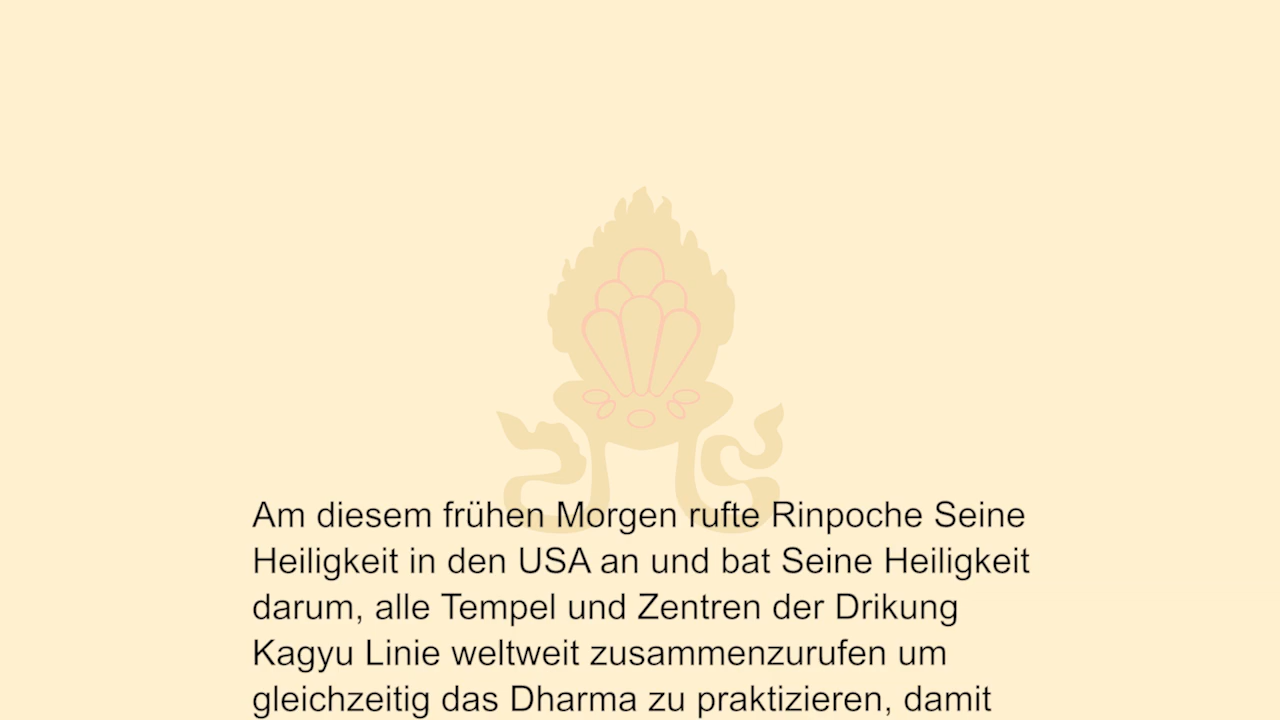 Am diesem frühen Morgen rufte Rinpoche Seine
Heiligkeit in den USA an und bat Seine Heiligkeit
darum, alle Tempel und Zentren der Drikung
Kagyu Linie weltweit zusammenzurufen um
gleichzeitig das Dharma zu praktizieren, damit